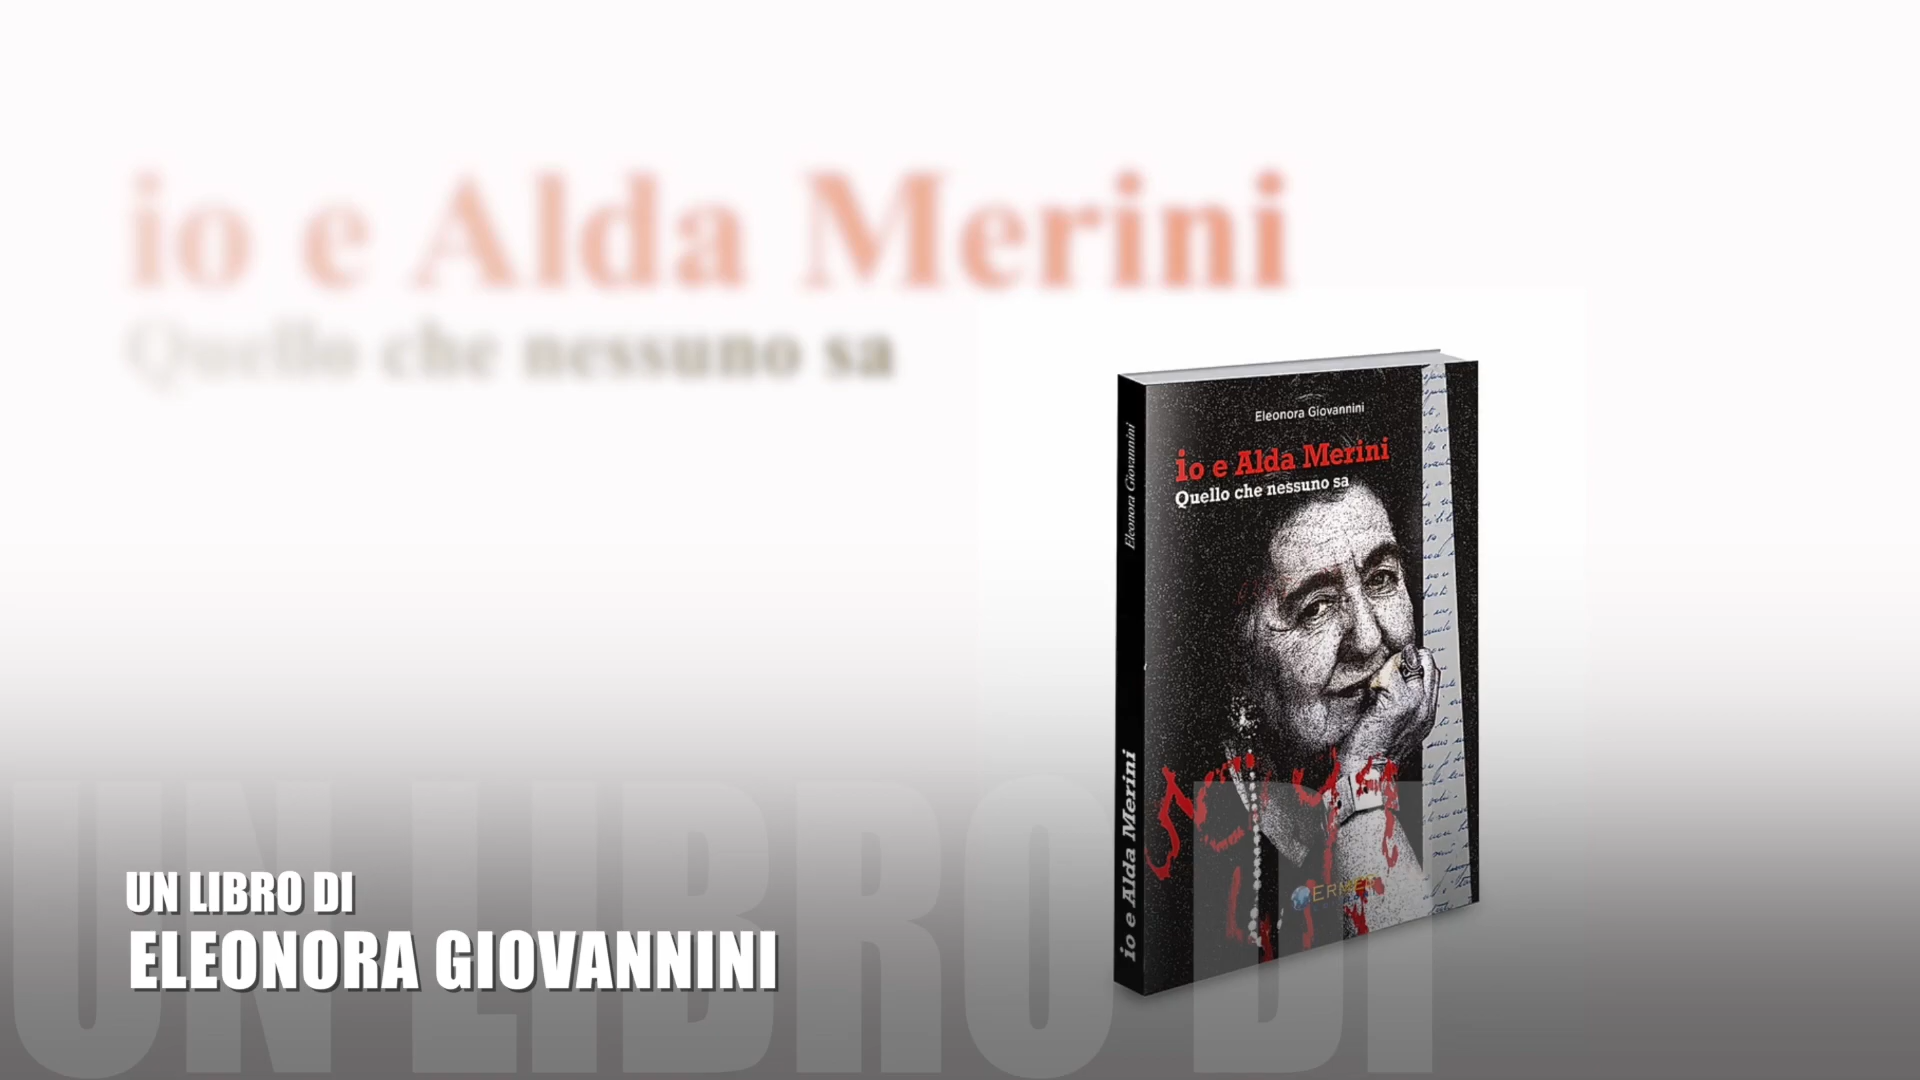 io e Alda Merini
Quello che nessuno sa
Eleonora Giovannini
io e Alda Merini
Quello che nessuno sa
Eleonora Giovannini
io e Alda Merini
UN LIBRO DI
ELEONORA GIOVANNINI
UN LIBRO DI